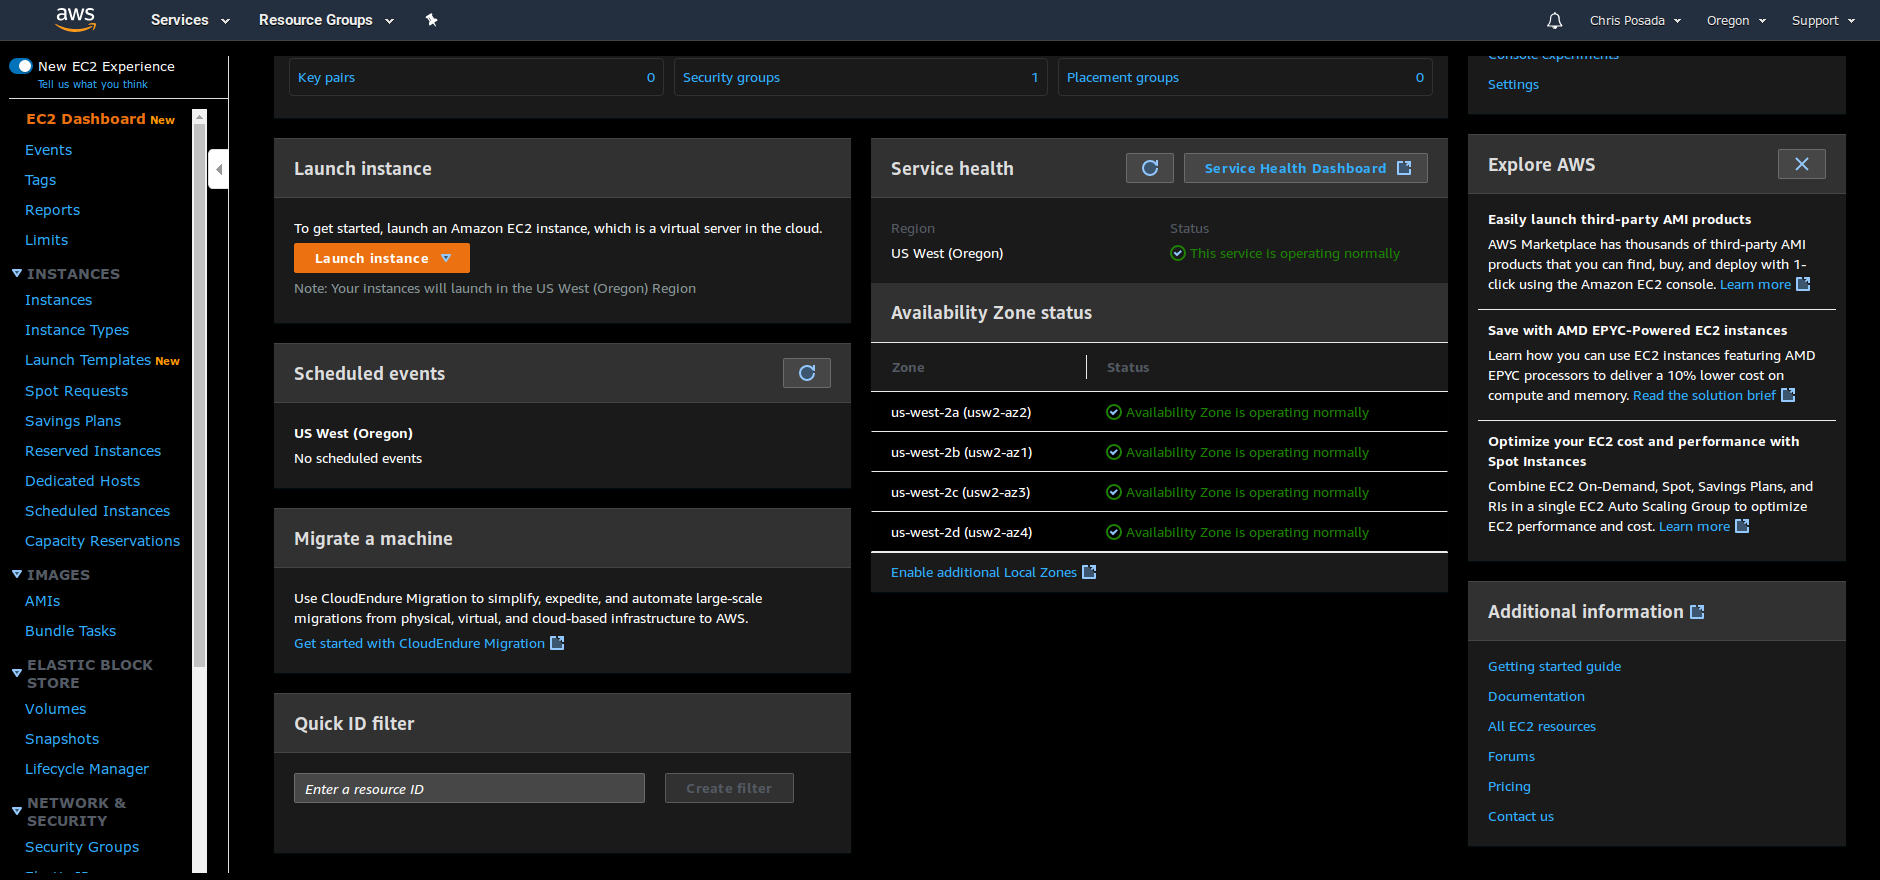 aws
Services
Resource Groups
Chris Posada
Oregon
Support
New EC2 Experience
Tell us what you think
EC2 Dashboard New
Events
Tags
Reports
Limits
INSTANCES
Instances
Instance Types
Launch Templates New
Spot Requests
Savings Plans
Reserved Instances
Dedicated Hosts
Scheduled Instances
Capacity Reservations
IMAGES
AMIs
Bundle Tasks
ELASTIC BLOCK
STORE
Volumes
Snapshots
Lifecycle Manager
NETWORK &
SECURITY
Security Groups
Key pairs 0
Security groups 1
Placement groups 0
Launch instance
To get started, launch an Amazon EC2 instance, which is a virtual server in the cloud.
Launch instance
Note: Your instances will launch in the US West (Oregon) Region
Scheduled events
US West (Oregon)
No scheduled events
Migrate a machine
Use CloudEndure Migration to simplify, expedite, and automate large-scale
migrations from physical, virtual, and cloud-based infrastructure to AWS.
Get started with CloudEndure Migration
Quick ID filter
Enter a resource ID
Create filter
Service health
Service Health Dashboard
Region
Status
US West (Oregon)
This service is operating normally
Availability Zone status
Zone
Status
us-west-2a (usw2-az2) Availability Zone is operating normally
us-west-2b (usw2-az1) Availability Zone is operating normally
us-west-2c (usw2-az3) Availability Zone is operating normally
us-west-2d (usw2-az4) Availability Zone is operating normally
Enable additional Local Zones
Console experiments
Settings
Explore AWS
Easily launch third-party AMI products
AWS Marketplace has thousands of third-party AMI
products that you can find, buy, and deploy with 1-
click using the Amazon EC2 console. Learn more
Save with AMD EPYC-Powered EC2 instances
Learn how you can use EC2 instances featuring AMD
EPYC processors to deliver a 10% lower cost on
compute and memory. Read the solution brief
Optimize your EC2 cost and performance with
Spot Instances
Combine EC2 On-Demand, Spot, Savings Plans, and
RIs in a single EC2 Auto Scaling Group to optimize
EC2 performance and cost. Learn more
Additional information
Getting started guide
Documentation
All EC2 resources
Forums
Pricing
Contact us